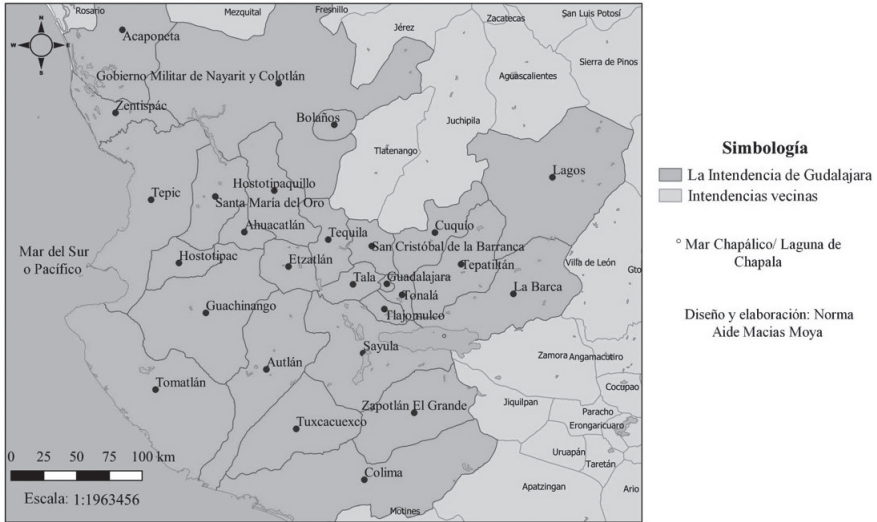 Rosario
Mezquital
Fresnillo
Zacatecas
San Luis Potosí
N
W
E
S
Acaponeta
Jérez
Sierra de Pinos
Aguascalientes
Gobierno Militar de Nayarit y Colotlán
Zentispác
Bolaños
Juchipila
Tlatenango
Lagos
Tepic
Hostotipaquillo
Santa María del Oro
Ahuacatlán
Tequila
Cuquío
San Cristóbal de la Barranca
Mar del Sur
o Pacífico
Hostotipac
Etzatlán
Tepatiltán
Villa de León
Gto
Tala
Guadalajara
La Barca
Tonalá
Guachinango
Tlajomulco
Sayula
Zamora
Angamacutiro
Autlán
Tomatlán
Cocupao
Zapotlán El Grande
Jiquilpan
Paracho
Erongaricuaro
Tuxcacuexco
Uruapán
Taretán
0 25 50 75 100 km
Colima
Apatzingan
Ario
Escala: 1:1963456
Motines
Simbología
La Intendencia de Gudalajara
Intendencias vecinas
Mar Chapálico/ Laguna de
Chapala
Diseño y elaboración: Norma
Aide Macias Moya